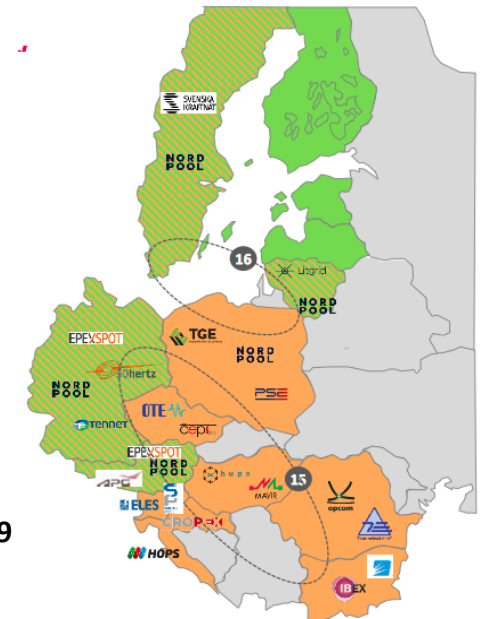 SVENSKA
KRAFTNÄT
NORD
POOL
16
Litgrid
NORD
POOL
TGE
EPEXSPOT
NORD
POOL
50hertz
PSE
NORD
POOL
OTE
TenneT
čeps
EPEXSPOT
NORD
POOL
hupx
15
APG
MAVIR
opcom
ELES
CROPEX
9
HOPS
IBEX